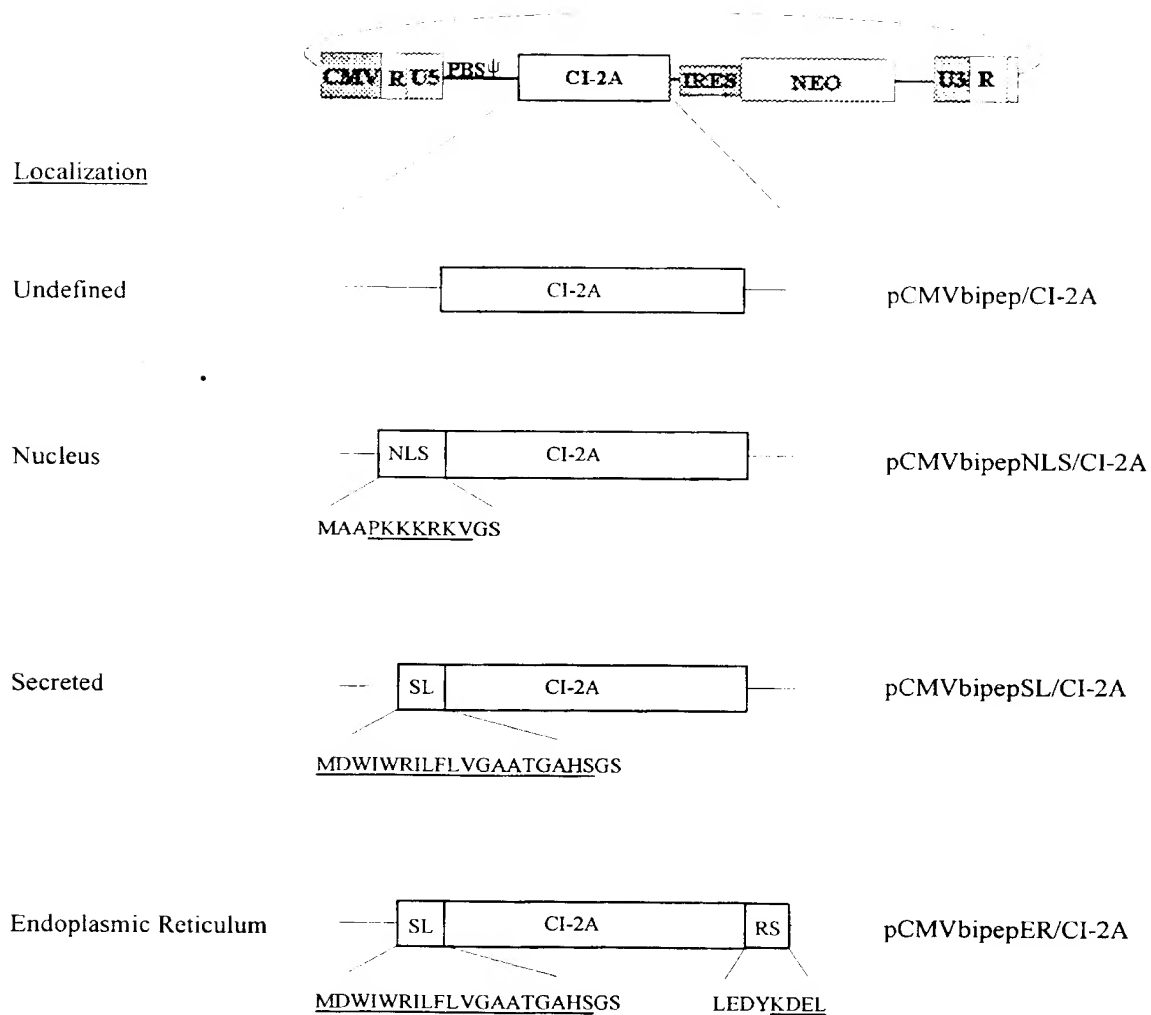 CMV R U5 PBS ψ CI-2A IRES NEO U3 R
Localization
Undefined CI-2A pCMVbipep/CI-2A
Nucleus NLS CI-2A pCMVbipepNLS/CI-2A
MAAPKKKRKVGS
Secreted SL CI-2A pCMVbipepSL/CI-2A
MDWIWRILFLVGAATGAHSGS
Endoplasmic Reticulum SL CI-2A RS pCMVbipepER/CI-2A
MDWIWRILFLVGAATGAHSGS LEDYKDEL